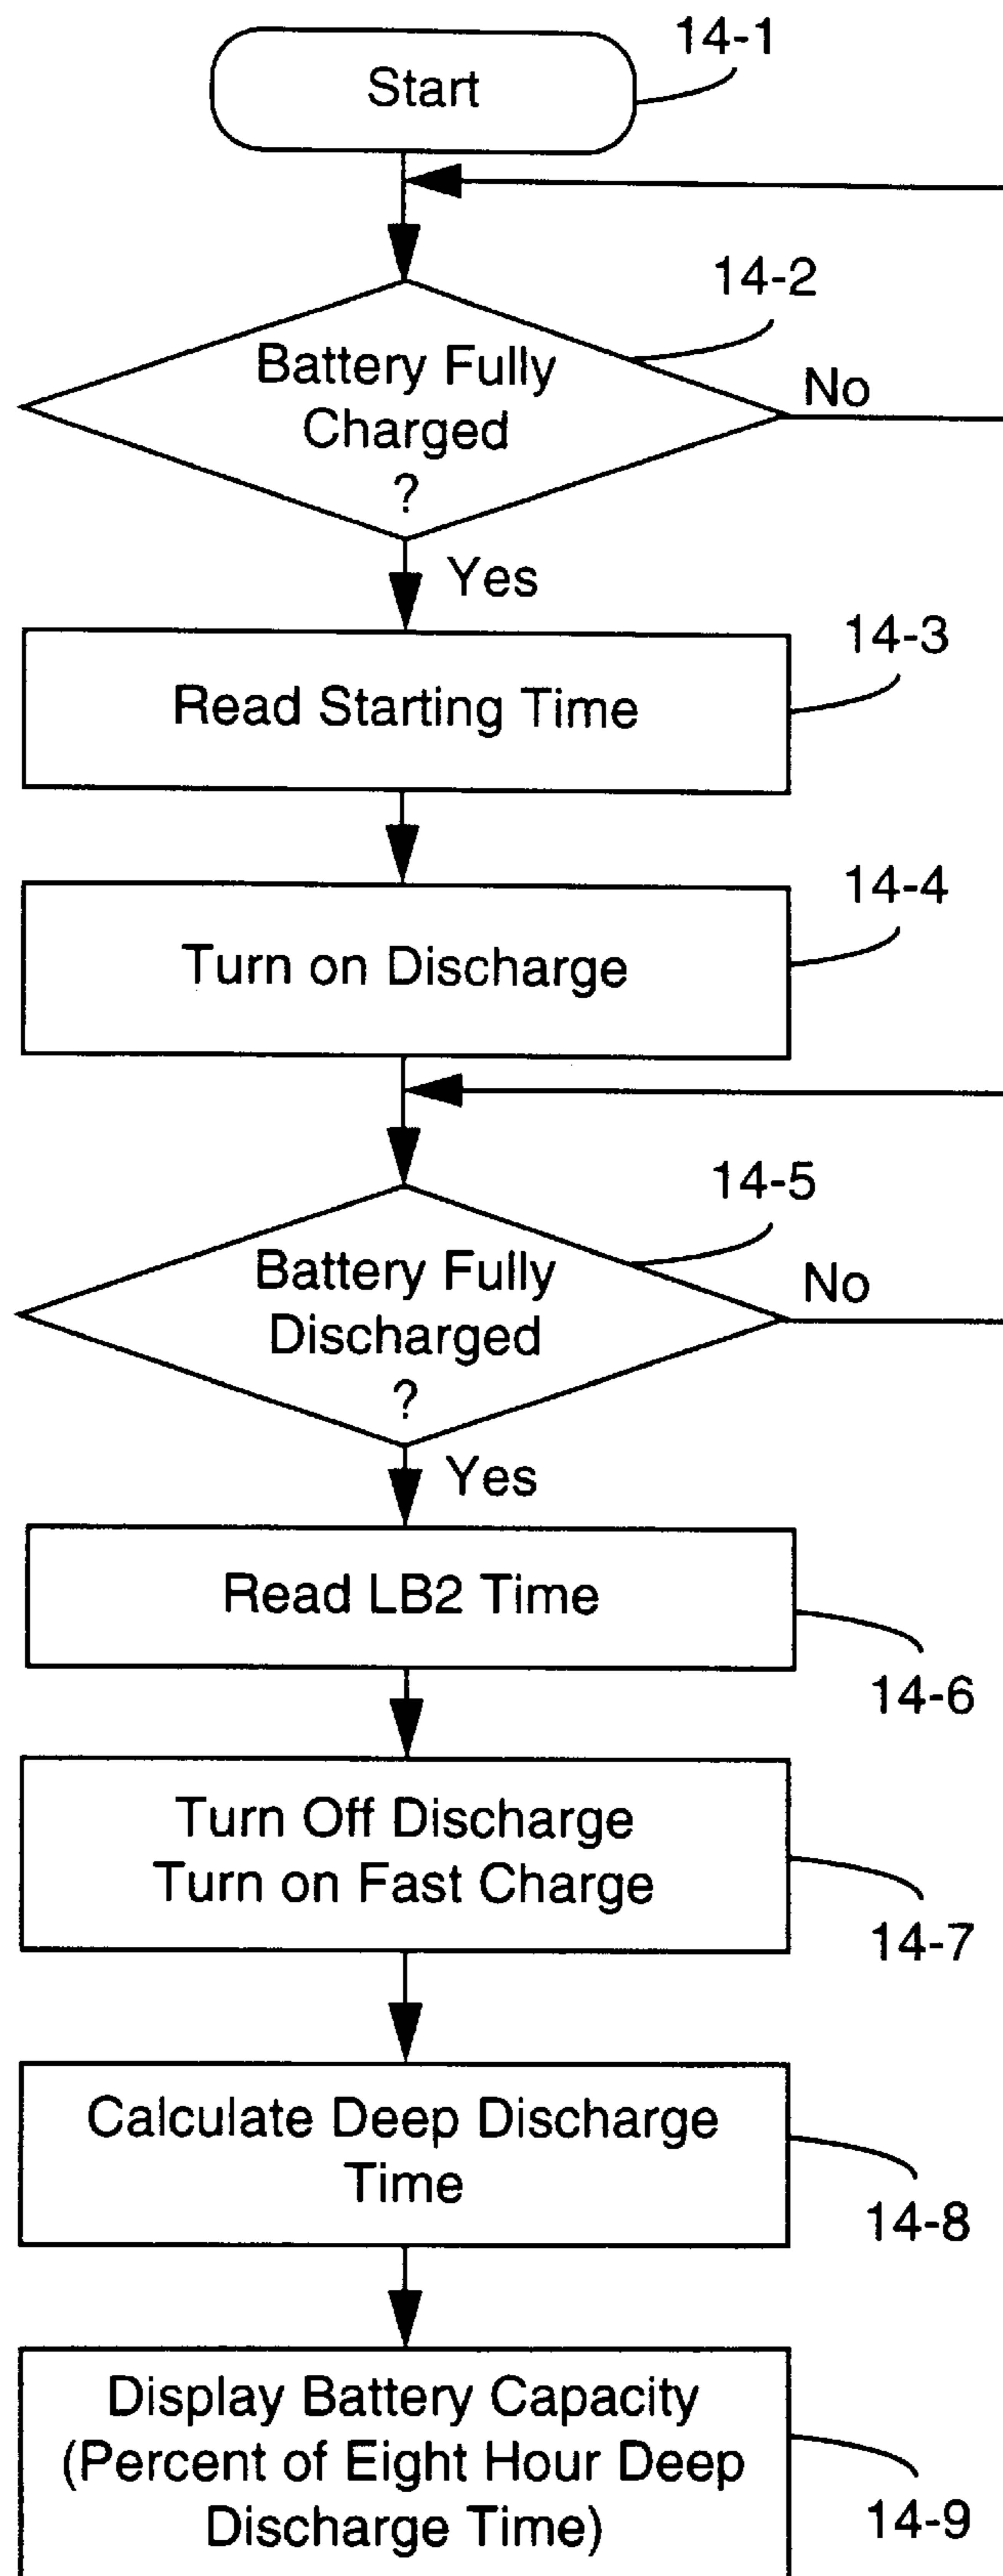 14-1
Start
14-2
Battery Fully
Charged
?
No
Yes
14-3
Read Starting Time
14-4
Turn on Discharge
14-5
Battery Fully
Discharged
?
No
Yes
Read LB2 Time
14-6
Turn Off Discharge
Turn on Fast Charge
14-7
Calculate Deep Discharge
Time
14-8
Display Battery Capacity
(Percent of Eight Hour Deep
Discharge Time)
14-9